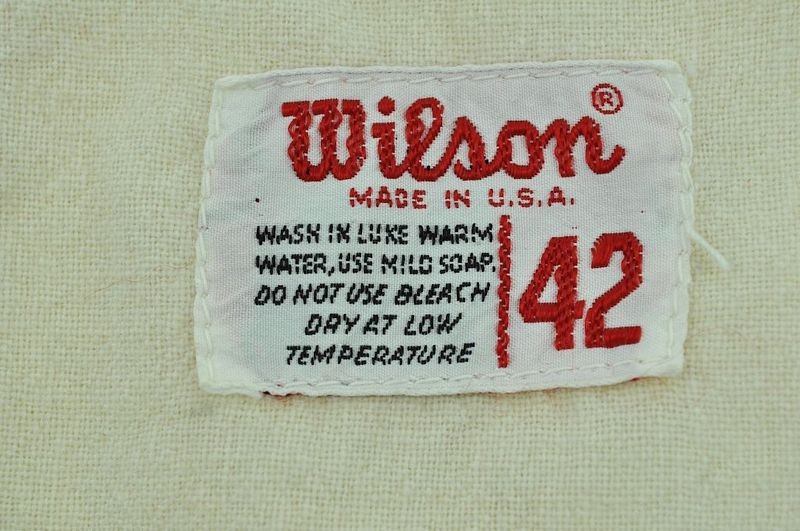 Wilson ®
MADE IN U.S.A.
WASH IN LUKE WARM
WATER, USE MILD SOAP.
DO NOT USE BLEACH
DRY AT LOW
TEMPERATURE
42